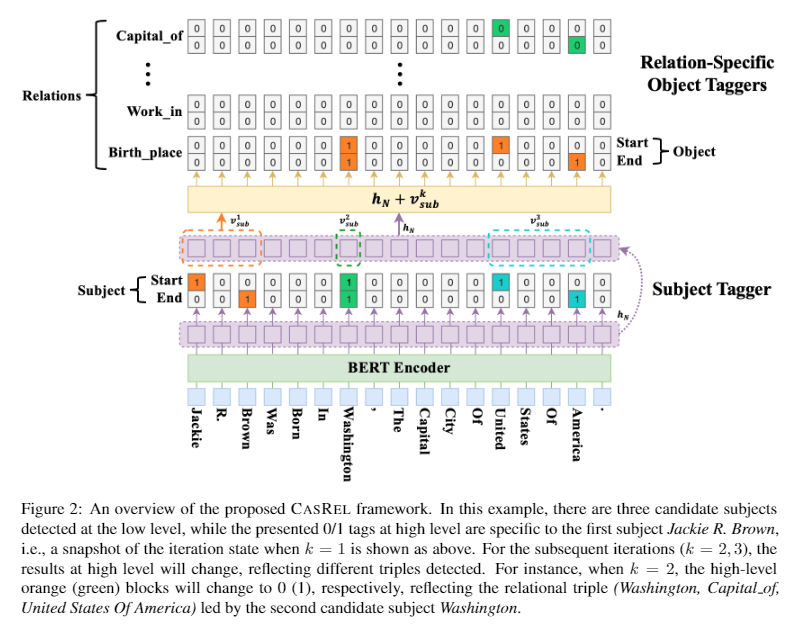 Capital_of
0 0 0 0 0 0 0 0 0 0 0 0 0 0 0 0 0
0 0 0 0 0 0 0 0 0 0 0 0 0 0 0 0 0
Relation-Specific
Object Taggers
Relations
Work_in
0 0 0 0 0 0 0 0 0 0 0 0 0 0 0 0 0
0 0 0 0 0 0 0 0 0 0 0 0 0 0 0 0 0
Birth_place
0 0 0 0 0 0 1 0 0 0 0 0 1 0 0 0 0
0 0 0 0 0 0 1 0 0 0 0 0 0 0 0 1 0
Start
End
Object
h_N + v^k_sub
v^1_sub
v^2_sub
h_N
v^3_sub
Subject
Start
End
1 0 0 0 0 0 1 0 0 0 0 0 1 0 0 0 0
0 0 1 0 0 0 1 0 0 0 0 0 0 0 0 1 0
Subject Tagger
h_N
BERT Encoder
Jackie
R.
Brown
Was
Born
In
Washington
,
The
Capital
City
Of
United
States
Of
America
.
Figure 2: An overview of the proposed CASREL framework. In this example, there are three candidate subjects
detected at the low level, while the presented 0/1 tags at high level are specific to the first subject Jackie R. Brown,
i.e., a snapshot of the iteration state when k = 1 is shown as above. For the subsequent iterations (k = 2, 3), the
results at high level will change, reflecting different triples detected. For instance, when k = 2, the high-level
orange (green) blocks will change to 0 (1), respectively, reflecting the relational triple (Washington, Capital_of,
United States Of America) led by the second candidate subject Washington.